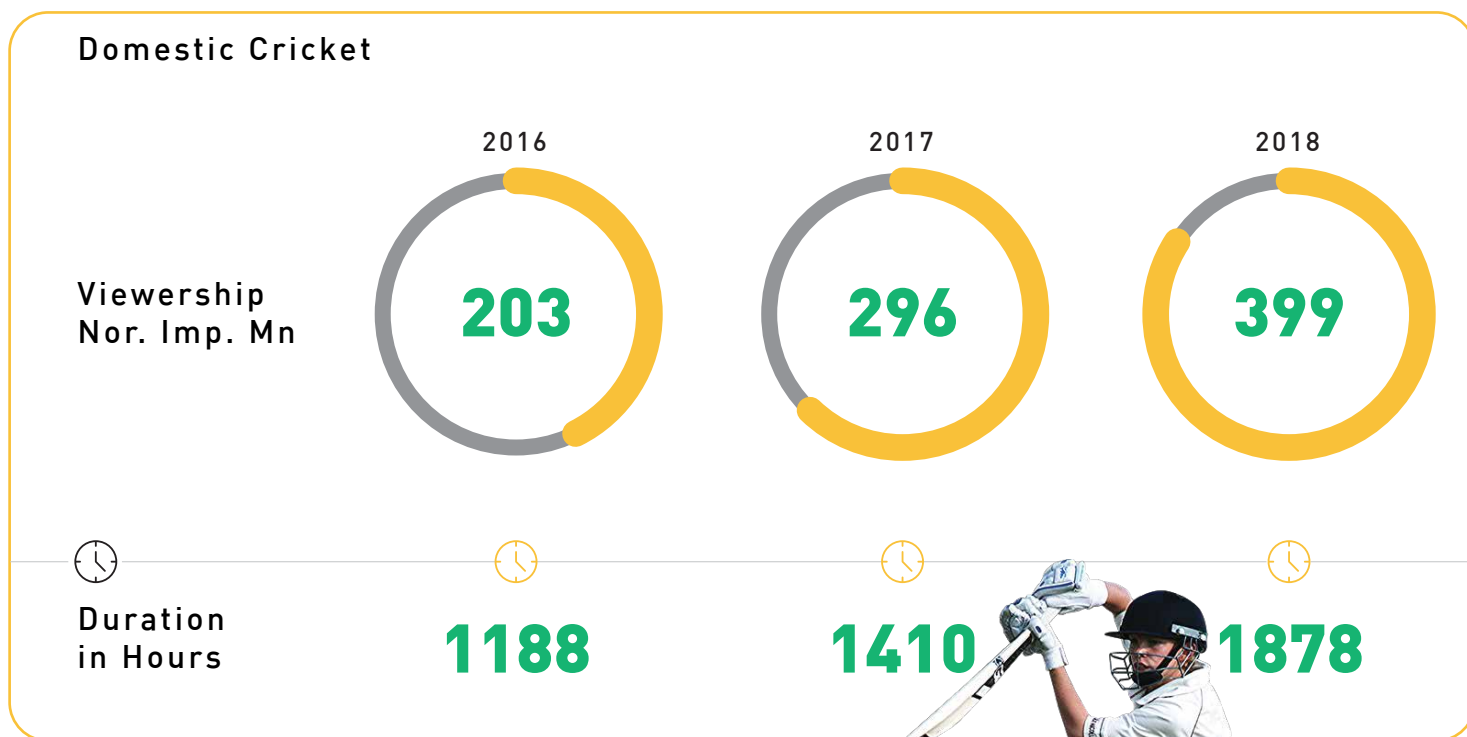 Domestic Cricket
2016 2017 2018
Viewership
Nor. Imp. Mn
203 296 399
Duration
in Hours
1188 1410 1878